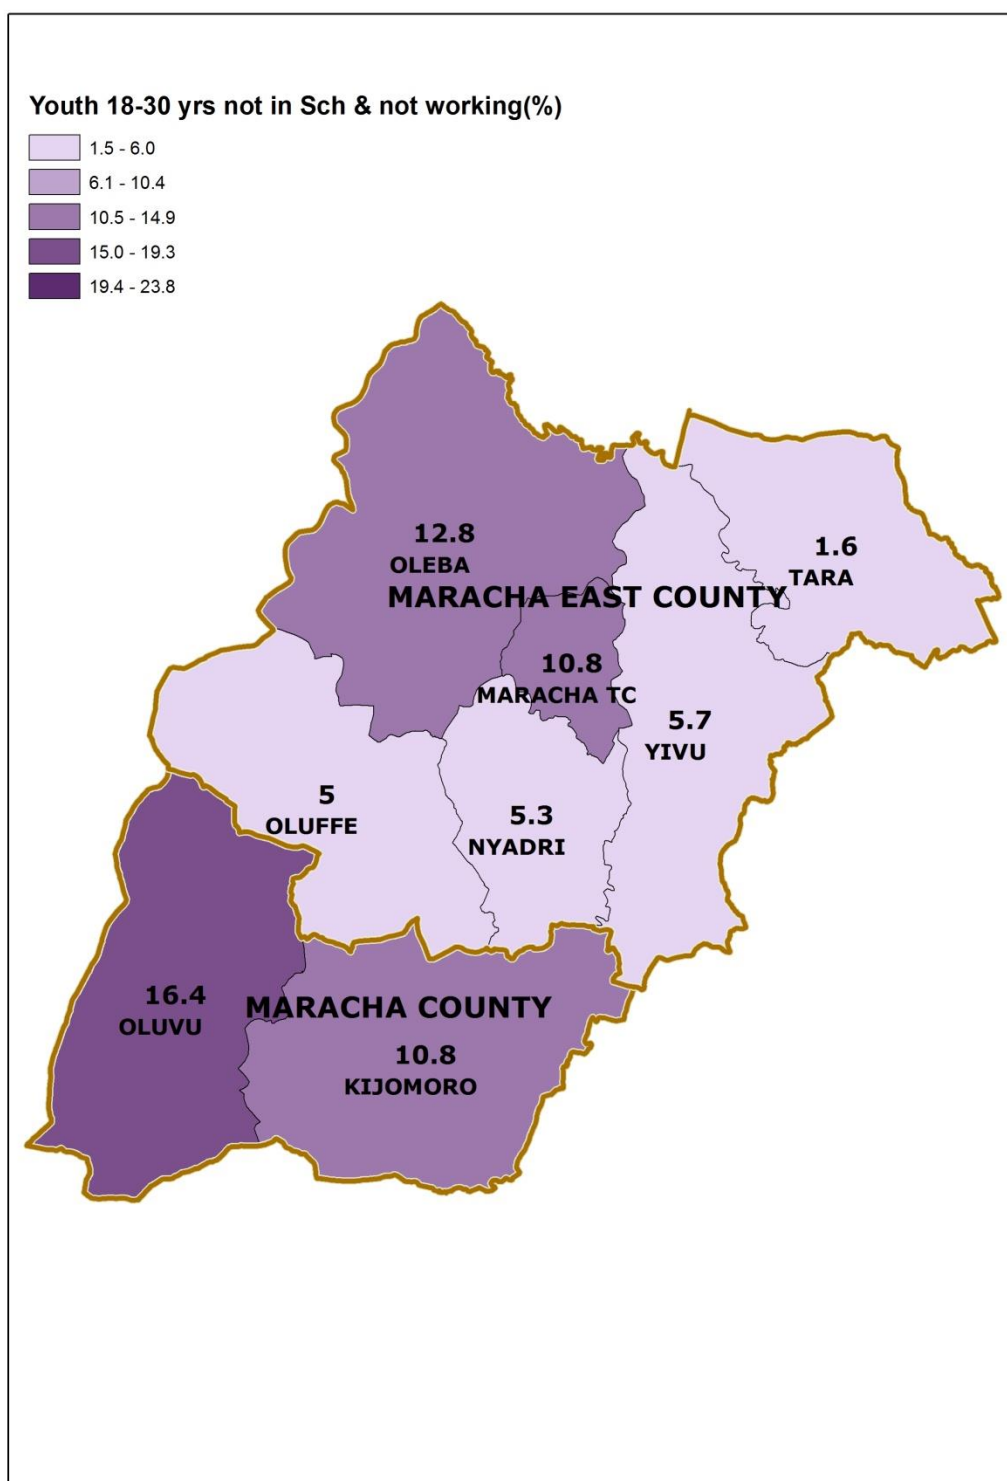 Youth 18-30 yrs not in Sch & not working(%)
1.5 - 6.0
6.1 - 10.4
10.5 - 14.9
15.0 - 19.3
19.4 - 23.8
12.8
OLEBA
1.6
TARA
MARACHA EAST COUNTY
10.8
MARACHA TC
5.7
YIVU
5
OLUFFE
5.3
NYADRI
16.4
OLUVU
MARACHA COUNTY
10.8
KIJOMORO